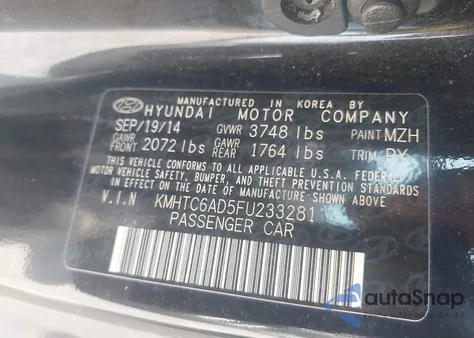 MANUFACTURED IN KOREA BY
HYUNDAI MOTOR COMPANY
SEP/19/14 GVWR 3748 lbs PAINT MZH
GAWR FRONT 2072 lbs GAWR REAR 1764 lbs TRIM RY
THIS VEHICLE CONFORMS TO ALL APPLICABLE U.S.A. FEDERAL
MOTOR VEHICLE SAFETY, BUMPER, AND THEFT PREVENTION STANDARDS
IN EFFECT ON THE DATE OF MANUFACTURE SHOWN ABOVE.
V.I.N KMHTC6AD5FU233281
PASSENGER CAR
autoSnap